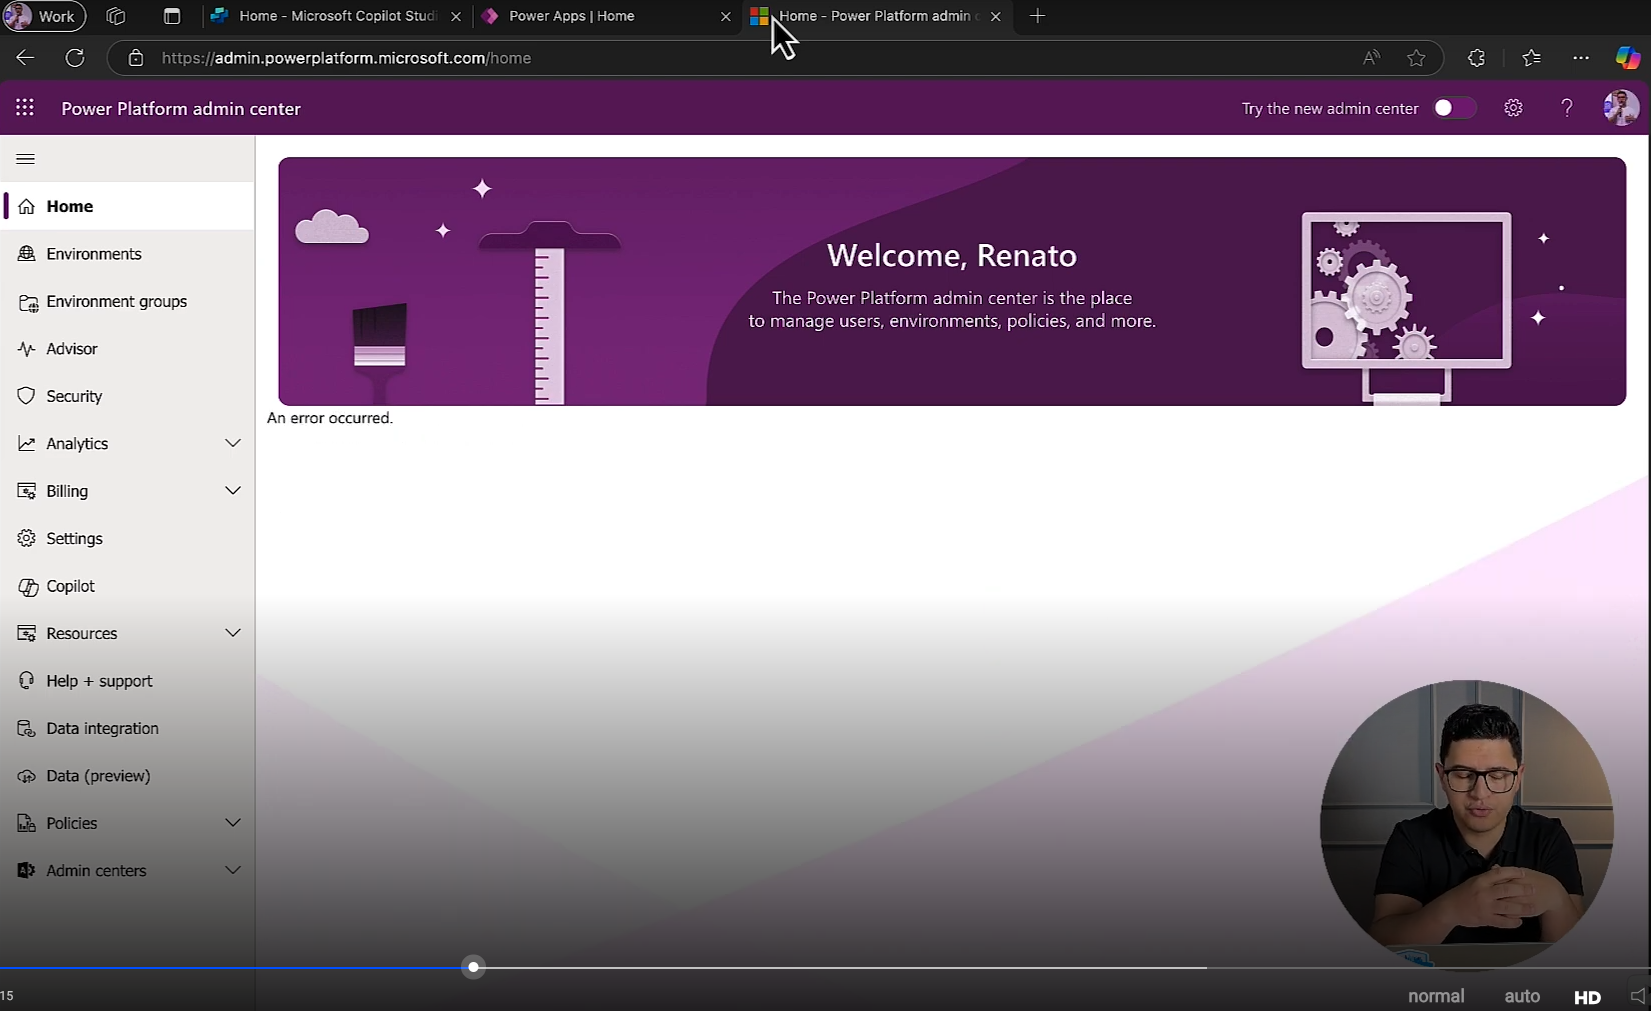 Work
Home - Microsoft Copilot Studi
Power Apps | Home
Home - Power Platform admin c
https://admin.powerplatform.microsoft.com/home
Power Platform admin center
Try the new admin center
?
Home
Environments
Environment groups
Advisor
Security
Analytics
Billing
Settings
Copilot
Resources
Help + support
Data integration
Data (preview)
Policies
Admin centers
Welcome, Renato
The Power Platform admin center is the place
to manage users, environments, policies, and more.
An error occurred.
15
normal
auto
HD